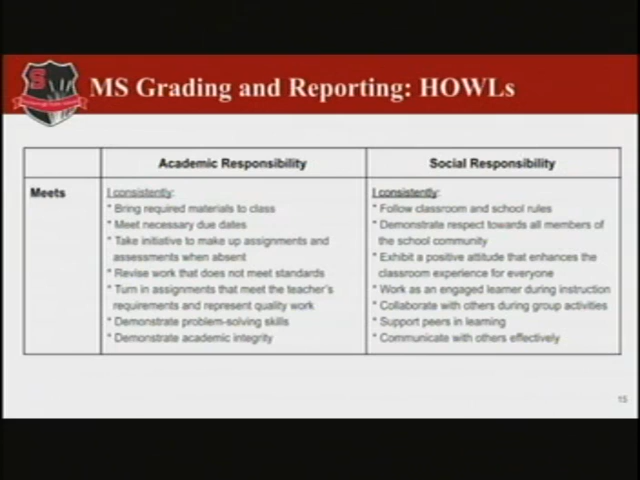 S
MS Grading and Reporting: HOWLs
Academic Responsibility
Social Responsibility
Meets
I consistently:
* Bring required materials to class
* Meet necessary due dates
* Take initiative to make up assignments and
assessments when absent
* Revise work that does not meet standards
* Turn in assignments that meet the teacher's
requirements and represent quality work
* Demonstrate problem-solving skills
* Demonstrate academic integrity
I consistently:
* Follow classroom and school rules
* Demonstrate respect towards all members of
the school community
* Exhibit a positive attitude that enhances the
classroom experience for everyone
* Work as an engaged learner during instruction
* Collaborate with others during group activities
* Support peers in learning
* Communicate with others effectively
15